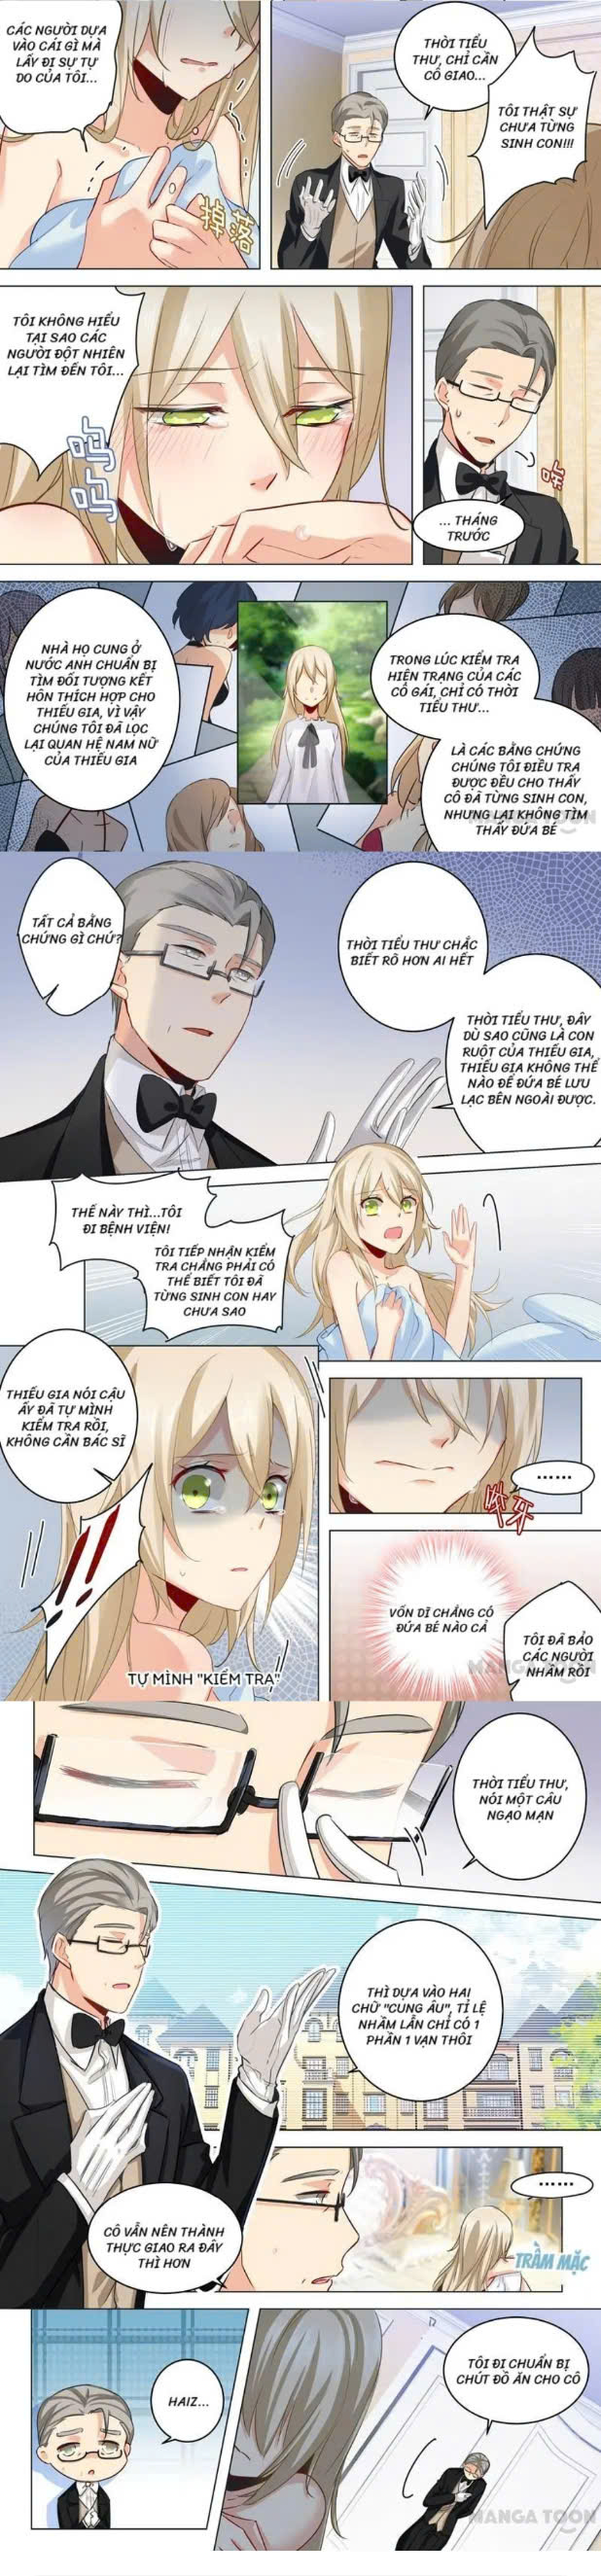 CÁC NGƯỜI DỰA
VÀO CÁI GÌ MÀ
LẤY ĐI SỰ TỰ
DO CỦA TÔI...
THỜI TIỂU
THƯ, CHỈ CẦN
CÔ GIAO...
TÔI THẬT SỰ
CHƯA TỪNG
SINH CON!!!
掉落
TÔI KHÔNG HIỂU
TẠI SAO CÁC
NGƯỜI ĐỘT NHIÊN
LẠI TÌM ĐẾN TÔI...
呜
呜
... THÁNG
TRƯỚC
NHÀ HỌ CUNG Ở
NƯỚC ANH CHUẨN BỊ
TÌM ĐỐI TƯỢNG KẾT
HÔN THÍCH HỢP CHO
THIẾU GIA, VÌ VẬY
CHÚNG TÔI ĐÃ LỌC
LẠI QUAN HỆ NAM NỮ
CỦA THIẾU GIA
TRONG LÚC KIỂM TRA
HIỆN TRẠNG CỦA CÁC
CÔ GÁI, CHỈ CÓ THỜI
TIỂU THƯ...
LÀ CÁC BẰNG CHỨNG
CHÚNG TÔI ĐIỀU TRA
ĐƯỢC ĐỀU CHO THẤY
CÔ ĐÃ TỪNG SINH CON,
NHƯNG LẠI KHÔNG TÌM
THẤY ĐỨA BÉ
MANGA TOON
TẤT CẢ BẰNG
CHỨNG GÌ CHỨ?
THỜI TIỂU THƯ CHẮC
BIẾT RÕ HƠN AI HẾT
THỜI TIỂU THƯ, ĐÂY
DÙ SAO CŨNG LÀ CON
RUỘT CỦA THIẾU GIA,
THIẾU GIA KHÔNG THỂ
NÀO ĐỂ ĐỨA BÉ LƯU
LẠC BÊN NGOÀI ĐƯỢC.
THẾ NÀY THÌ...TÔI
ĐI BỆNH VIỆN!
TÔI TIẾP NHẬN KIỂM
TRA CHẲNG PHẢI CÓ
THỂ BIẾT TÔI ĐÃ
TỪNG SINH CON HAY
CHƯA SAO
THIẾU GIA NÓI CẬU
ẤY ĐÃ TỰ MÌNH
KIỂM TRA RỒI,
KHÔNG CẦN BÁC SĨ
!!
TỰ MÌNH "KIỂM TRA"
......
咬牙
VỐN DĨ CHẲNG CÓ
ĐỨA BÉ NÀO CẢ
TÔI ĐÃ BẢO
CÁC NGƯỜI
NHẦM RỒI
MANGA TOON
THỜI TIỂU THƯ,
NÓI MỘT CÂU
NGẠO MẠN
THÌ DỰA VÀO HAI
CHỮ "CUNG ÂU", TỈ LỆ
NHẦM LẪN CHỈ CÓ 1
PHẦN 1 VẠN THÔI
CÔ VẪN NÊN THÀNH
THỰC GIAO RA ĐÂY
THÌ HƠN
......
TRẦM MẶC
HAIZ...
TÔI ĐI CHUẨN BỊ
CHÚT ĐỒ ĂN CHO CÔ
MANGA TOON